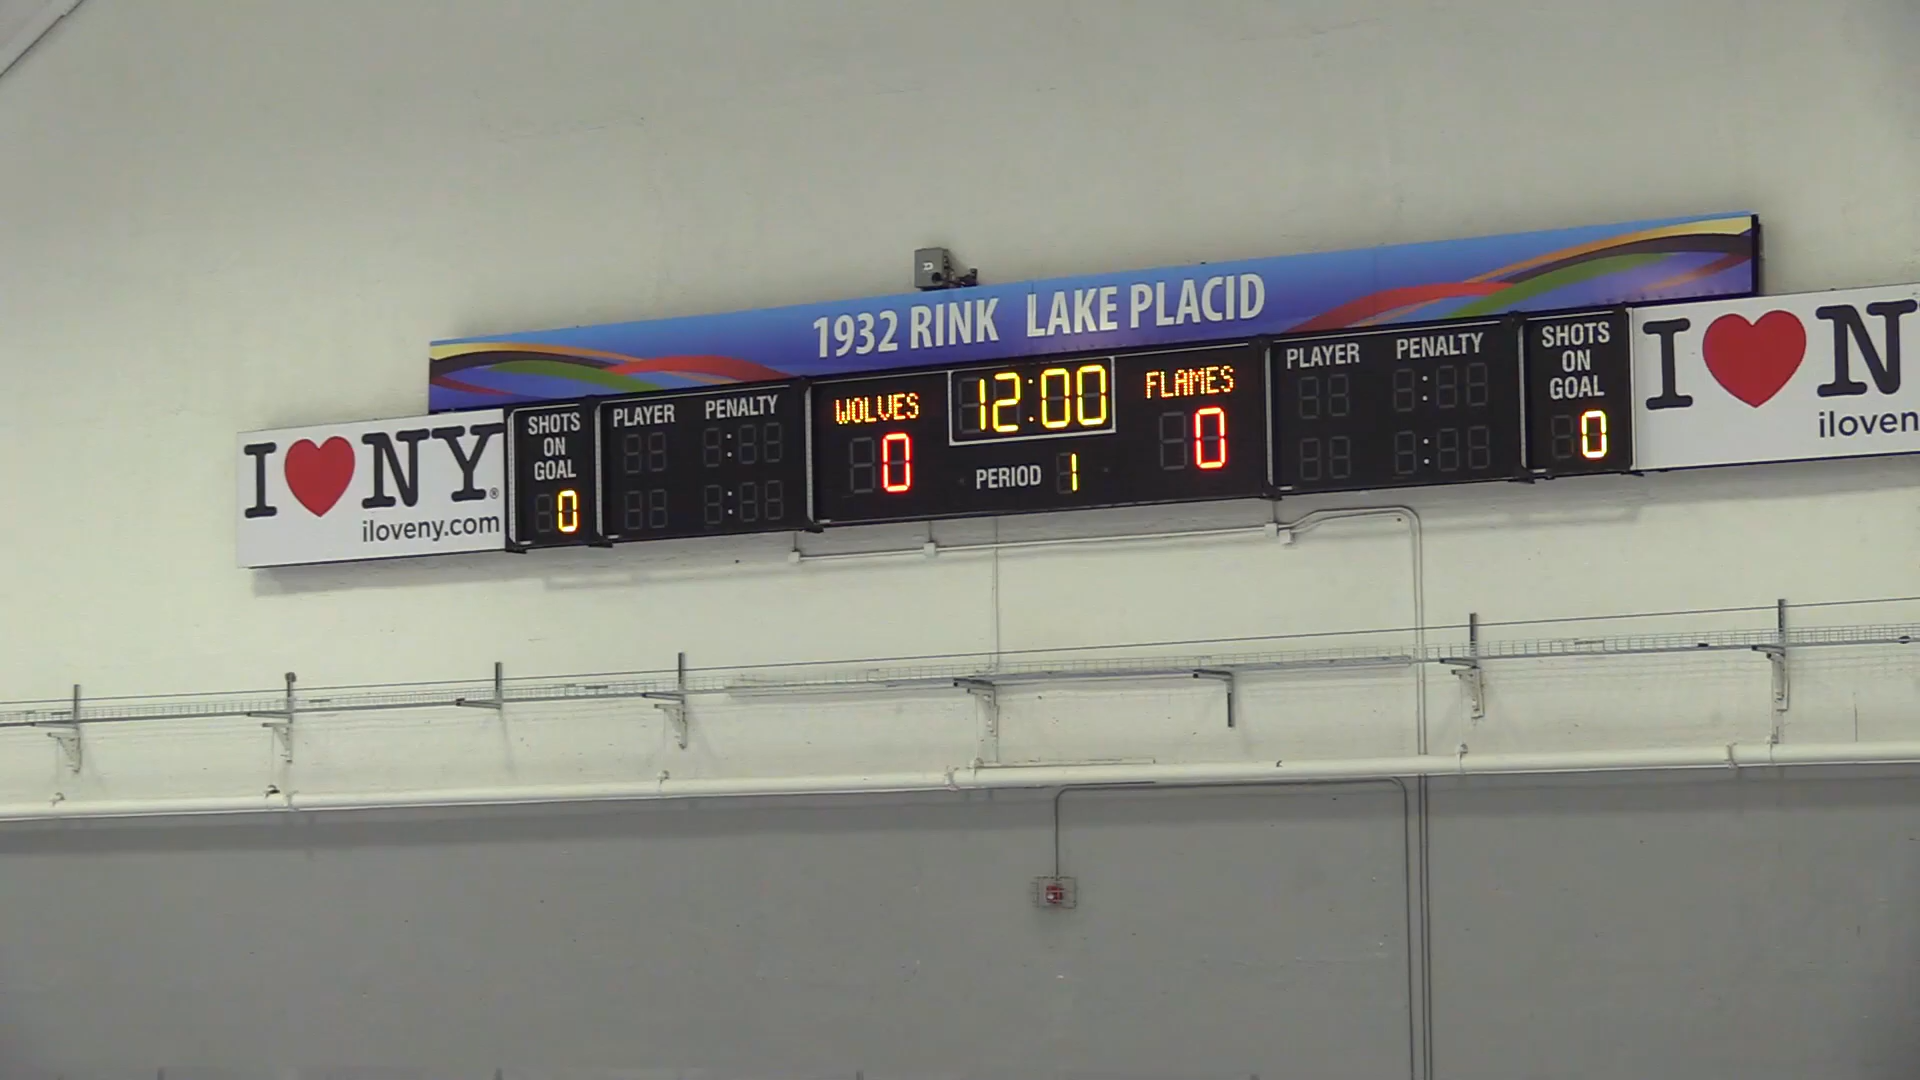 1932 RINK LAKE PLACID
I ♥ NY®
iloveny.com
SHOTS
ON
GOAL
0
PLAYER PENALTY
WOLVES
0
12:00
PERIOD 1
FLAMES
0
PLAYER PENALTY
SHOTS
ON
GOAL
0
I ♥ N
iloven